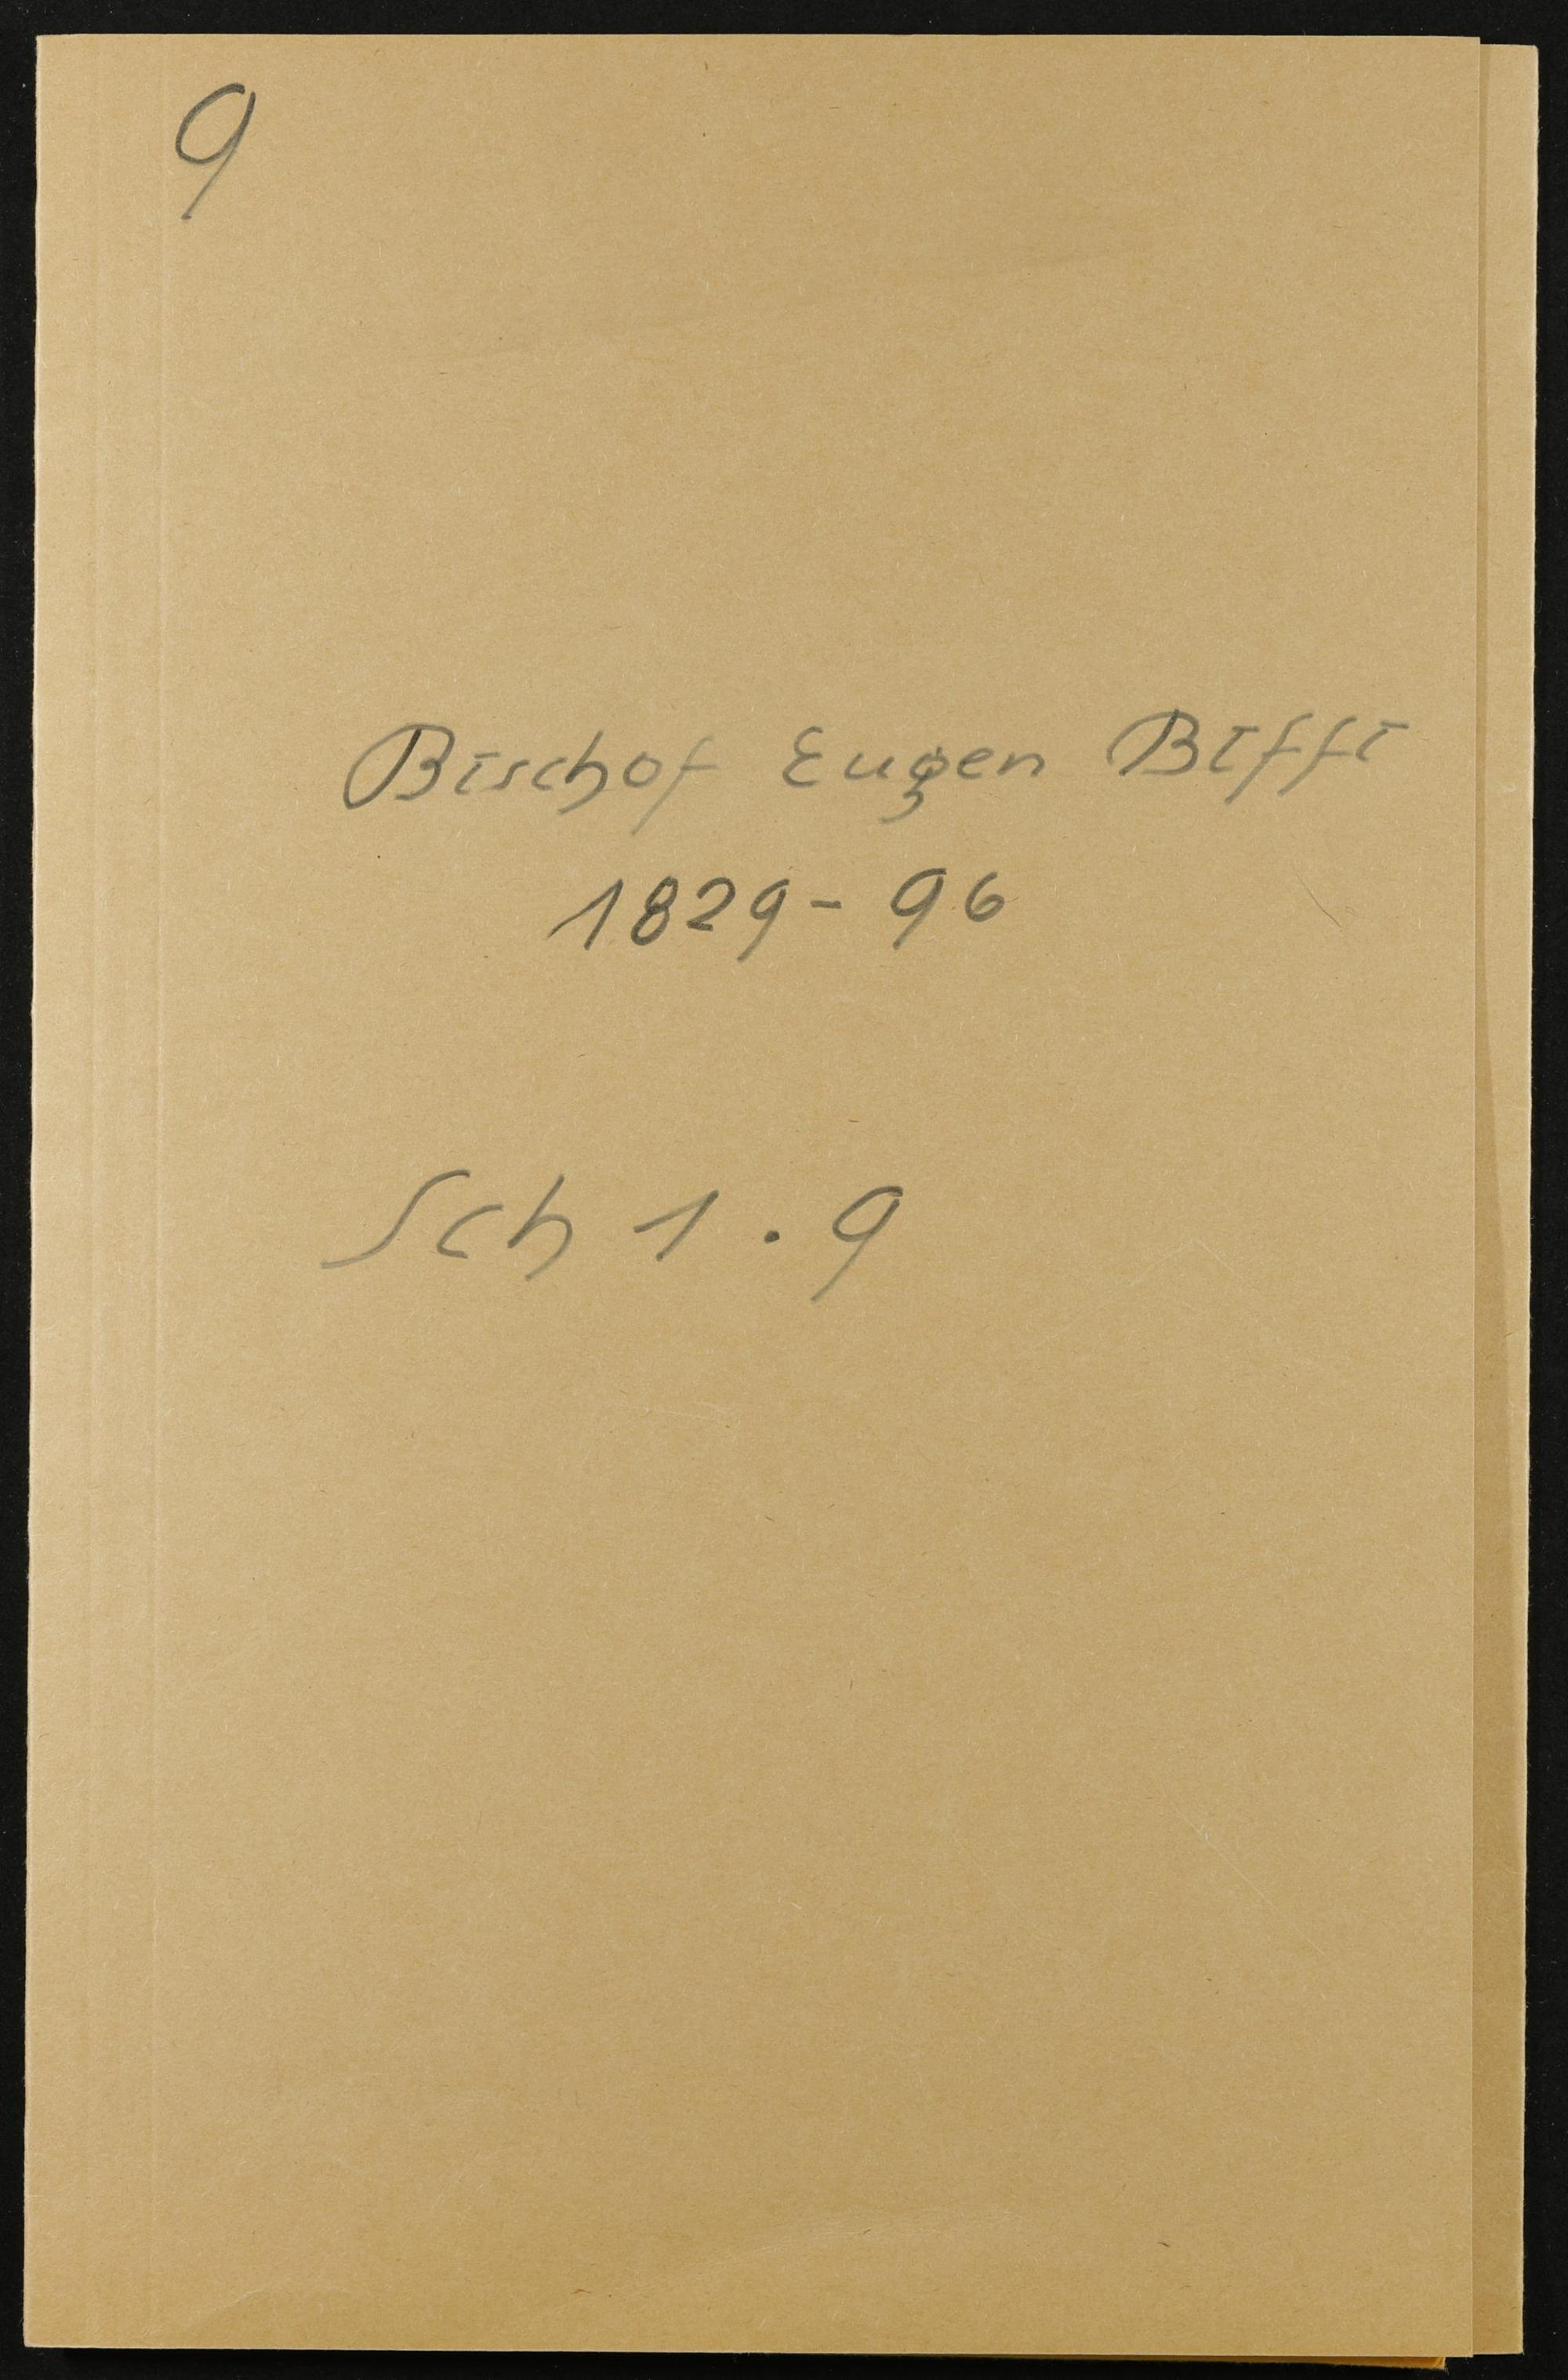 9
Bischof Eugen Biffi
1829 - 96
Sch 1 . 9